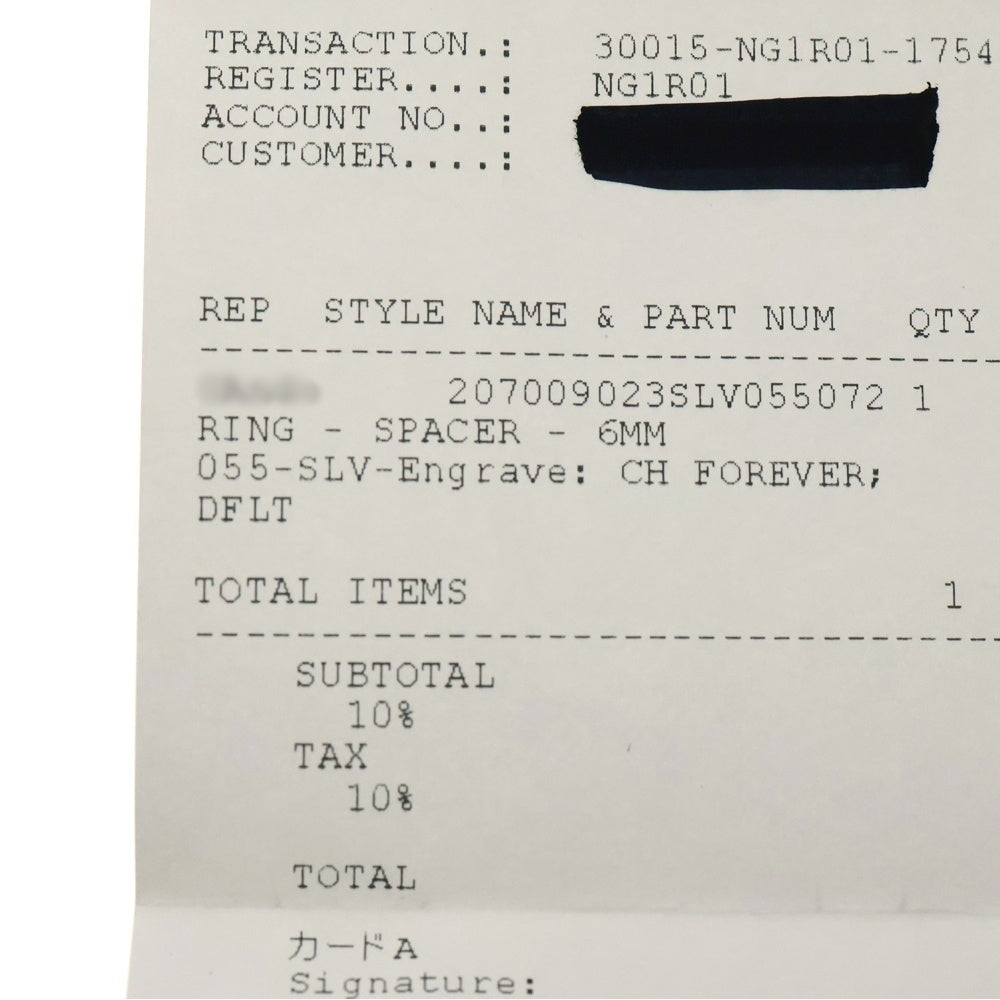 TRANSACTION.: 30015-NG1R01-1754
REGISTER....: NG1R01
ACCOUNT NO..:
CUSTOMER....:
REP STYLE NAME & PART NUM QTY
207009023SLV055072 1
RING - SPACER - 6MM
055-SLV-Engrave: CH FOREVER;
DFLT
TOTAL ITEMS 1
SUBTOTAL
10%
TAX
10%
TOTAL
カードA
Signature: